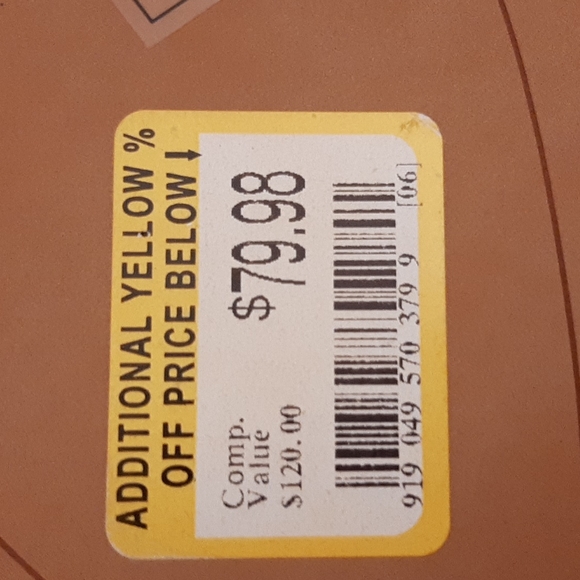 ADDITIONAL YELLOW %
OFF PRICE BELOW ↓
$79.98
Comp.
Value
$120.00
[06]
919 049 570 379 9